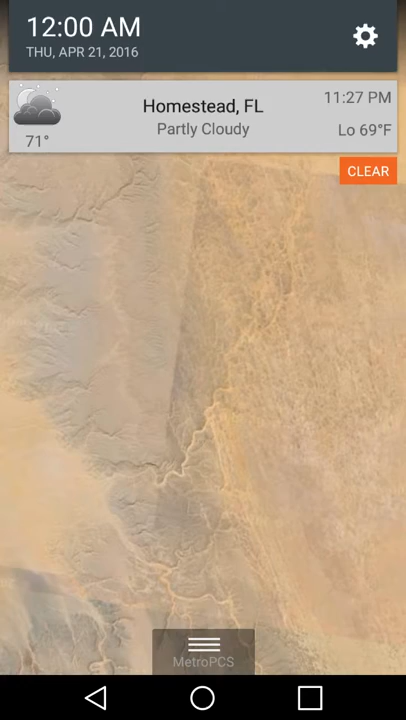 12:00 AM
THU, APR 21, 2016
Homestead, FL
11:27 PM
Partly Cloudy
71°
Lo 69°F
CLEAR
MetroPCS